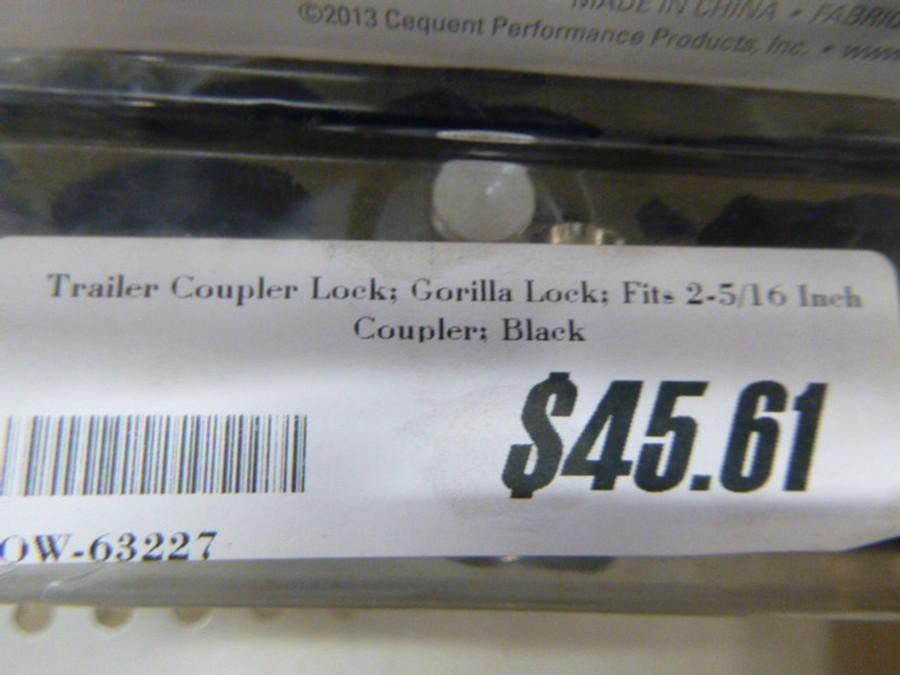 MADE IN CHINA • FABRIC
©2013 Cequent Performance Products, Inc. • www
Trailer Coupler Lock; Gorilla Lock; Fits 2-5/16 Inch
Coupler; Black
$45.61
OW-63227